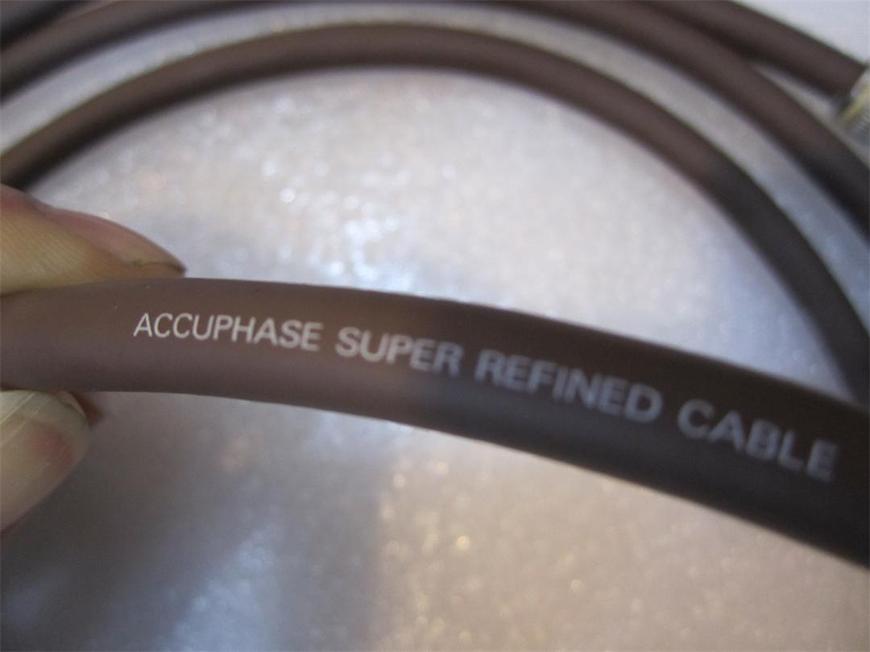 ACCUPHASE SUPER REFINED CABLE